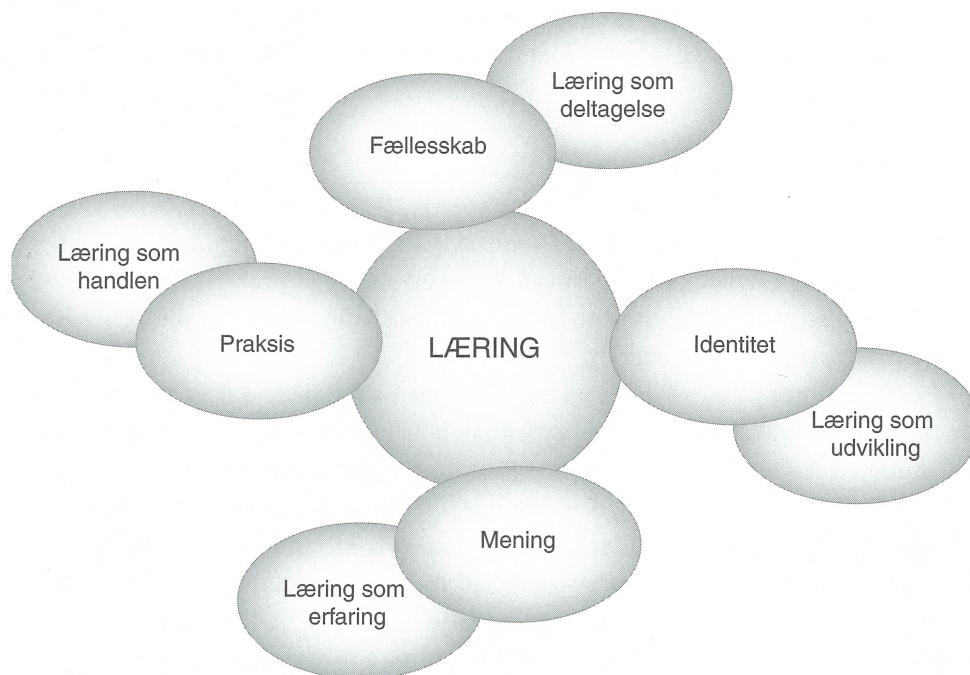 Læring som
deltagelse
Fællesskab
Læring som
handlen
Praksis
LÆRING
Identitet
Læring som
udvikling
Mening
Læring som
erfaring